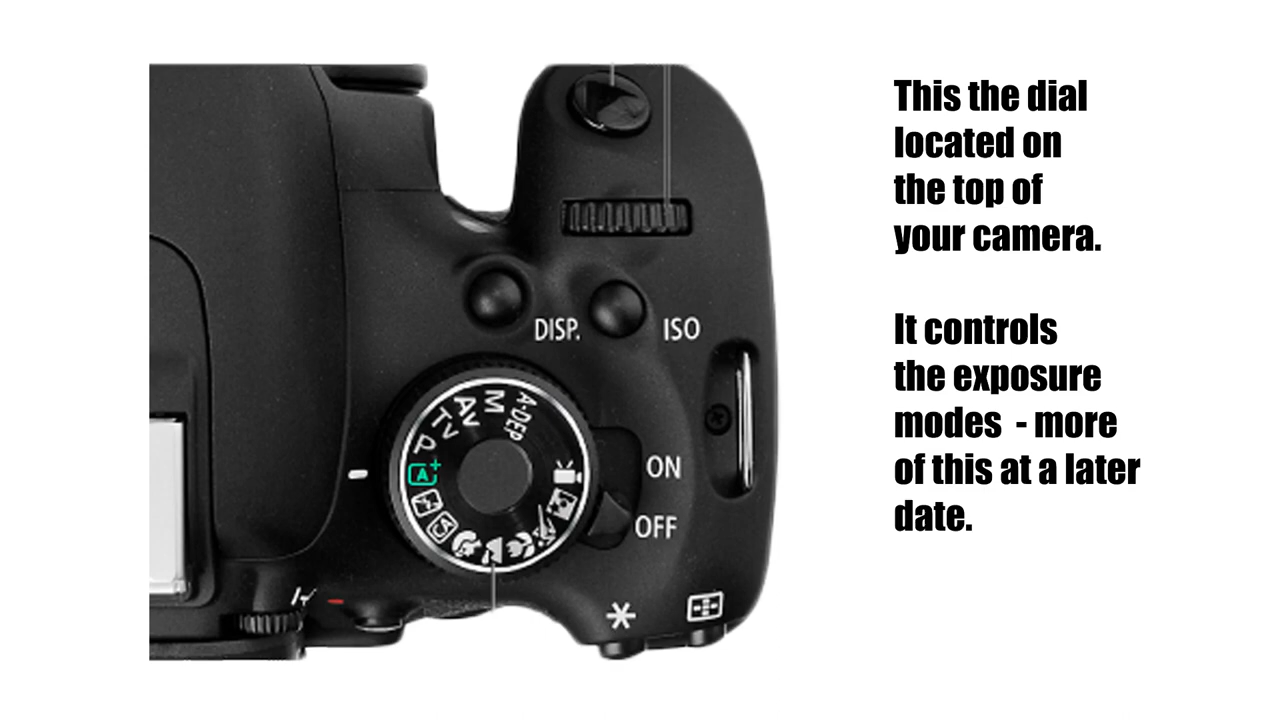 This the dial
located on
the top of
your camera.
It controls
the exposure
modes - more
of this at a later
date.
DISP.
ISO
A-DEP
M
Av
Tv
P
A+
CA
ON
OFF